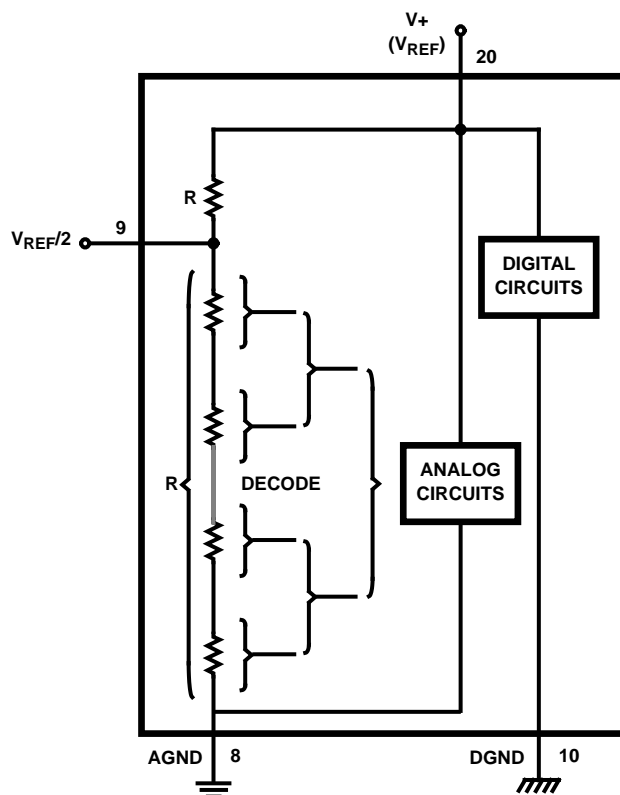 V+
(VREF)
20
R
VREF/2
9
DIGITAL
CIRCUITS
R
DECODE
ANALOG
CIRCUITS
AGND
8
DGND
10